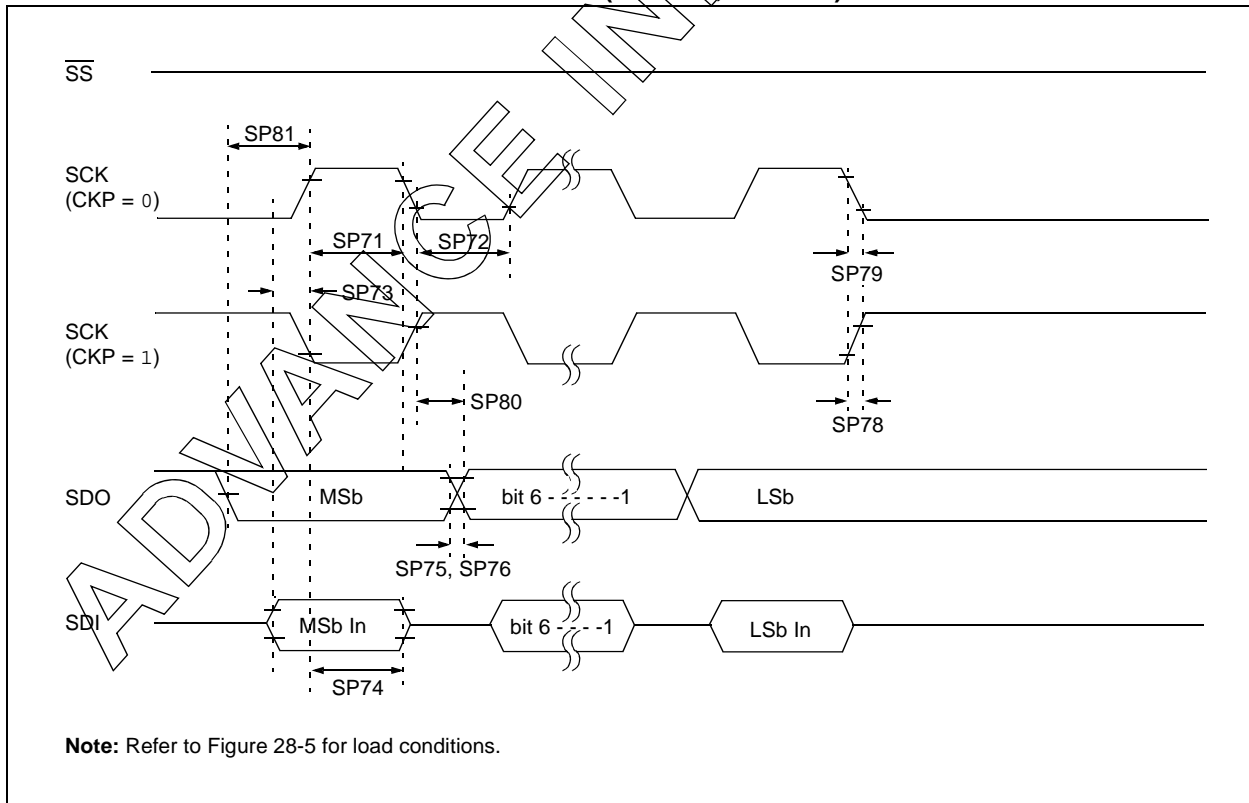 SS
SP81
SCK
(CKP = 0)
SP71
SP72
SP79
SP73
SCK
(CKP = 1)
SP80
SP78
SDO
MSb
bit 6 - - - - - -1
LSb
SP75, SP76
SDI
MSb In
bit 6 - - - -1
LSb In
SP74
Note: Refer to Figure 28-5 for load conditions.